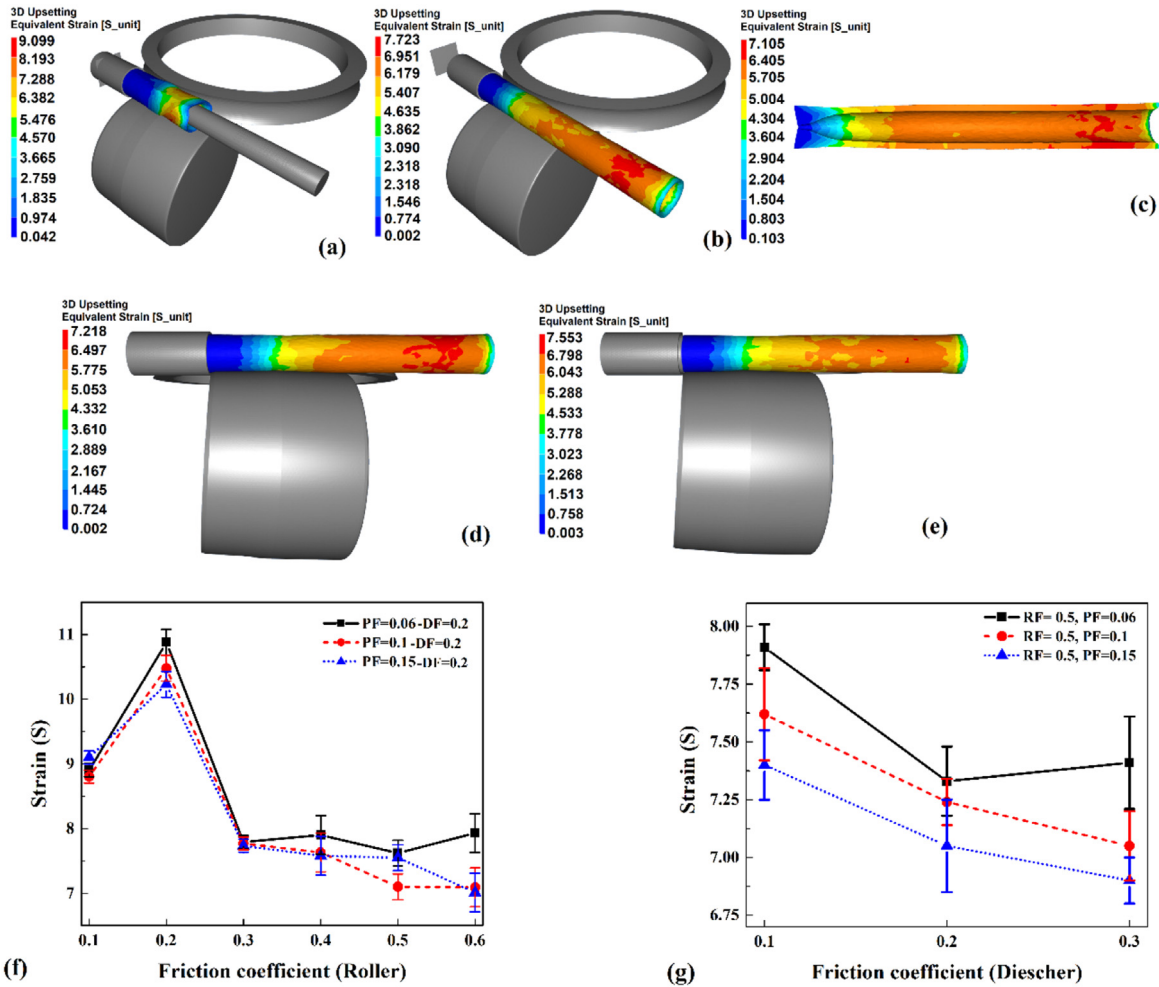 3D Upsetting
Equivalent Strain [S_unit]
9.099
8.193
7.288
6.382
5.476
4.570
3.665
2.759
1.835
0.974
0.042
(a)
3D Upsetting
Equivalent Strain [S_unit]
7.723
6.951
6.179
5.407
4.635
3.862
3.090
2.318
1.546
0.774
0.002
(b)
3D Upsetting
Equivalent Strain [S_unit]
7.105
6.405
5.705
5.004
4.304
3.604
2.904
2.204
1.504
0.803
0.103
(c)
3D Upsetting
Equivalent Strain [S_unit]
7.218
6.497
5.775
5.053
4.332
3.610
2.889
2.167
1.445
0.724
0.002
(d)
3D Upsetting
Equivalent Strain [S_unit]
7.553
6.798
6.043
5.288
4.533
3.778
3.023
2.268
1.513
0.758
0.003
(e)
PF=0.06-DF=0.2
PF=0.1-DF=0.2
PF=0.15-DF=0.2
11
10
9
8
7
Strain (S)
0.1 0.2 0.3 0.4 0.5 0.6
Friction coefficient (Roller)
(f)
RF= 0.5, PF=0.06
RF= 0.5, PF=0.1
RF= 0.5, PF=0.15
8.00
7.75
7.50
7.25
7.00
6.75
Strain (S)
0.1 0.2 0.3
Friction coefficient (Diescher)
(g)